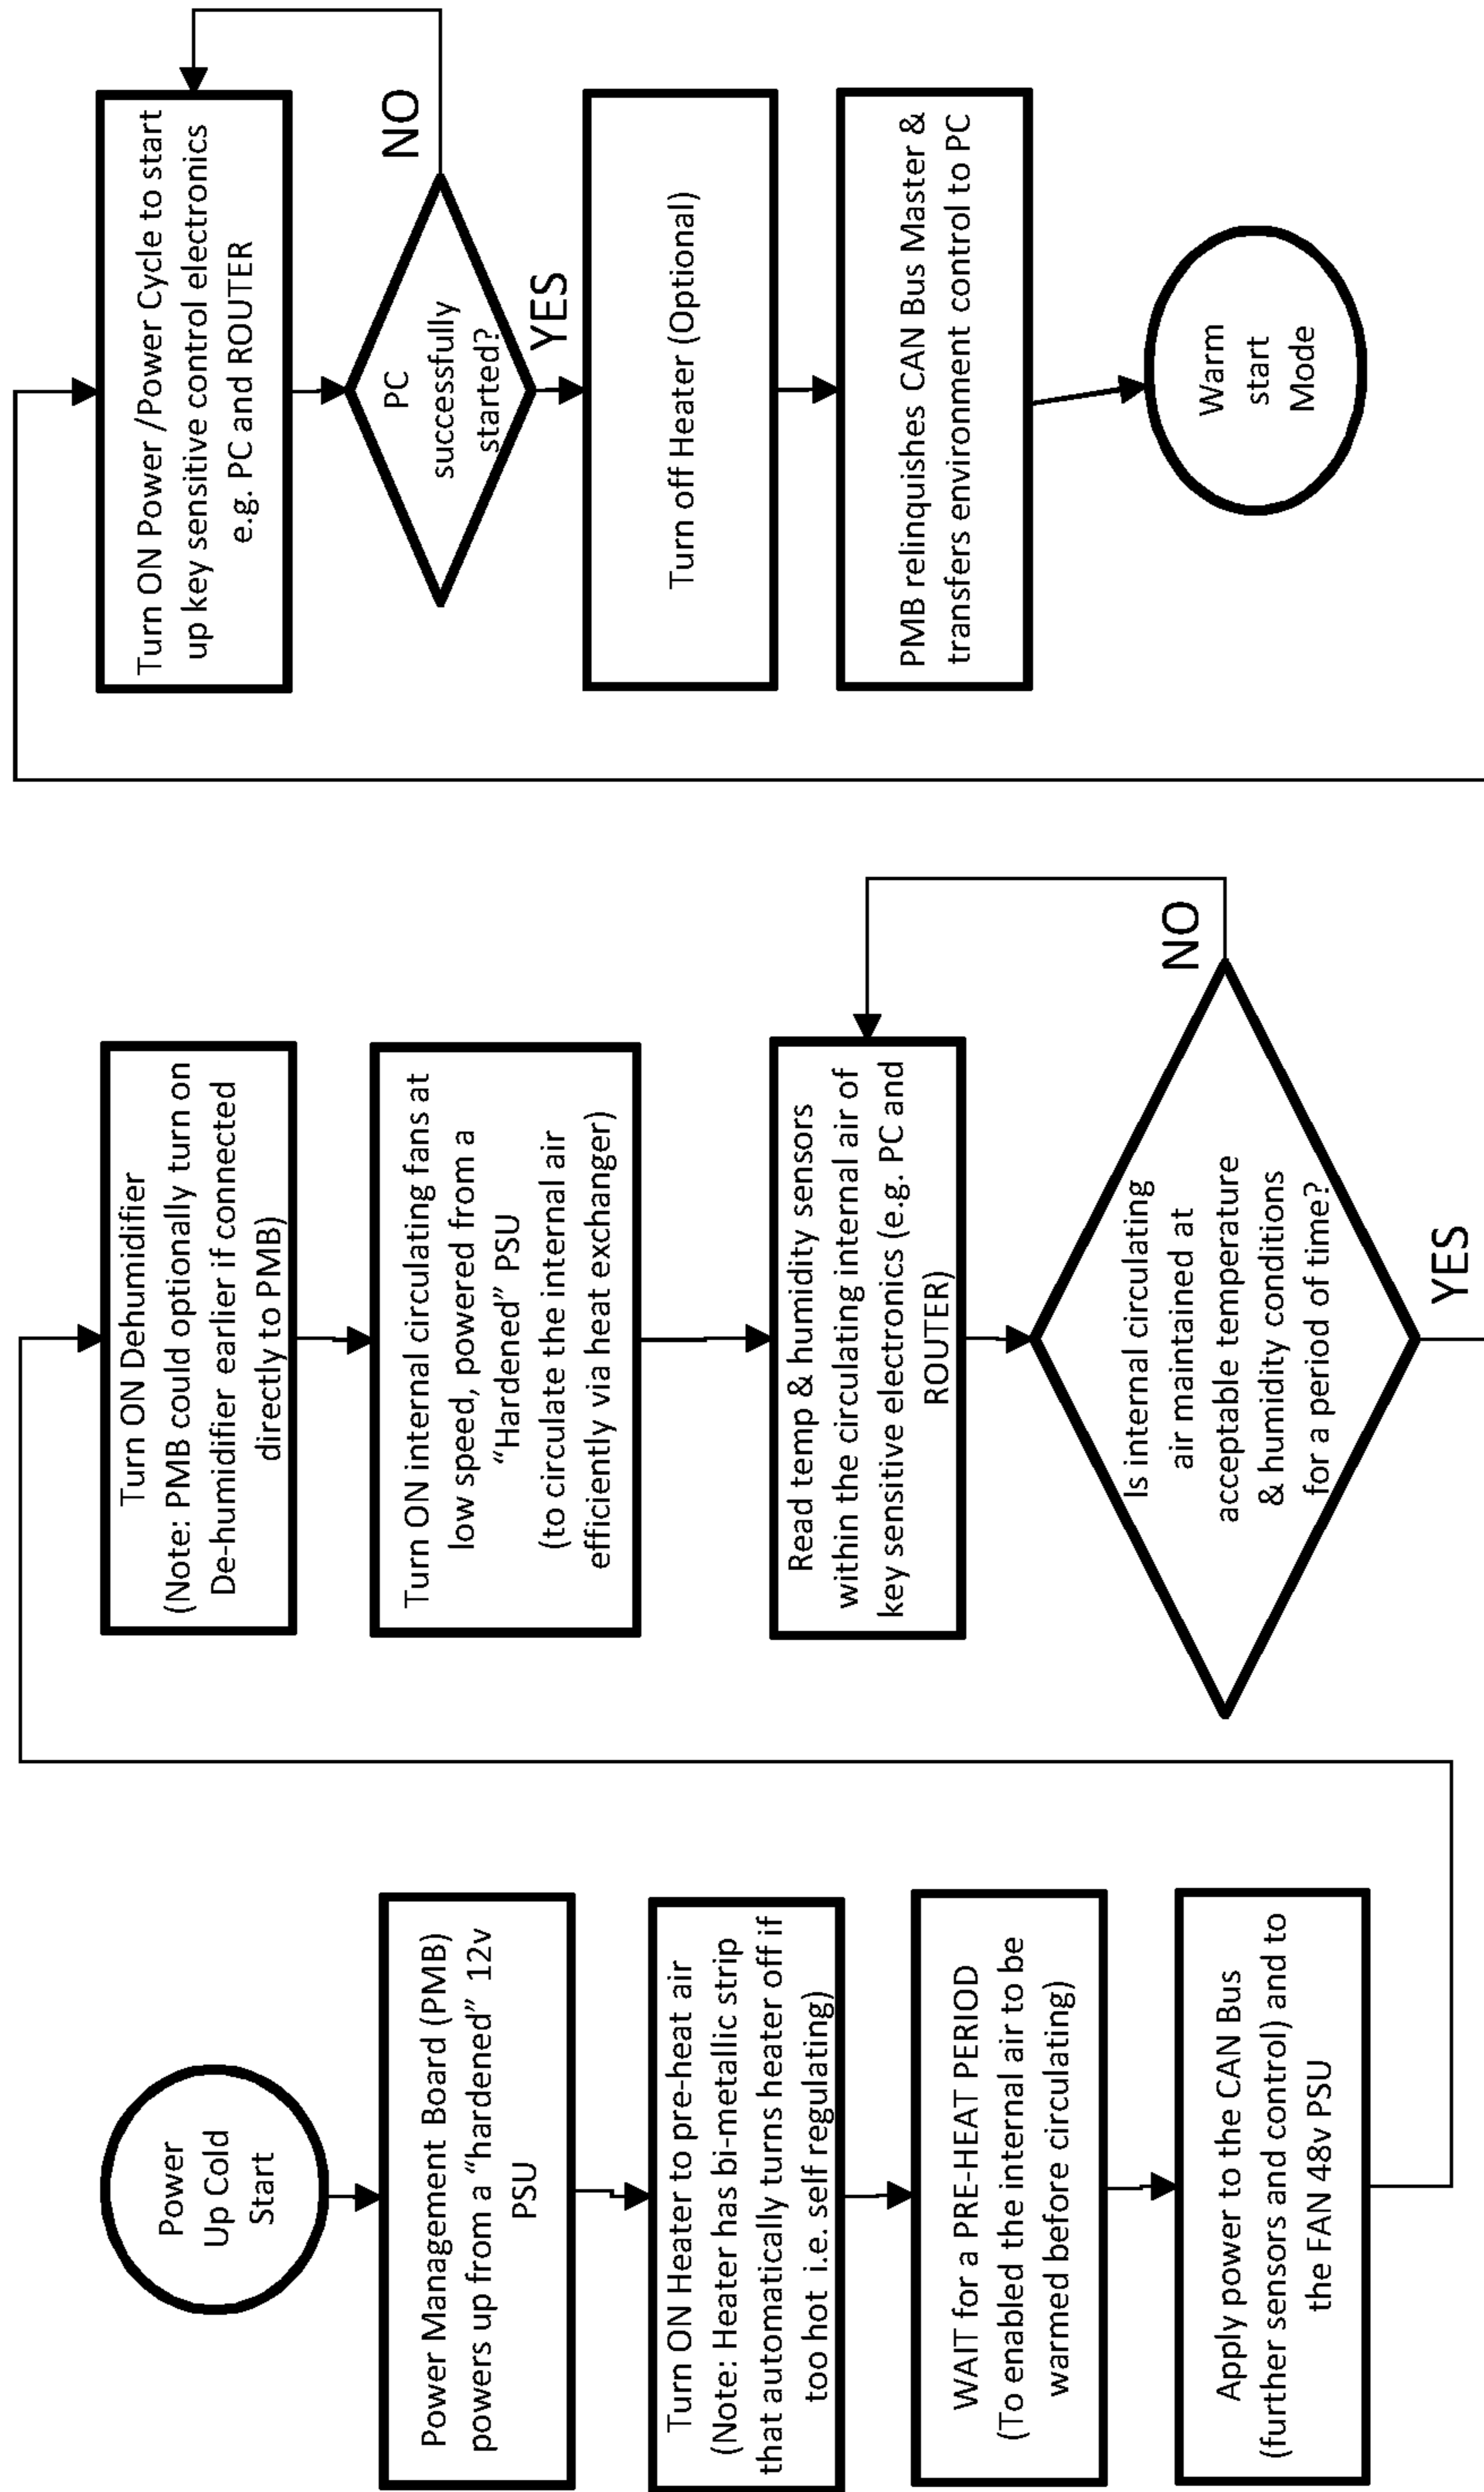 Power
Up Cold
Start
Power Management Board (PMB)
powers up from a “hardened” 12v
PSU
Turn ON Heater to pre-heat air
(Note: Heater has bi-metallic strip
that automatically turns heater off if
too hot i.e. self regulating)
WAIT for a PRE-HEAT PERIOD
(To enabled the internal air to be
warmed before circulating)
Apply power to the CAN Bus
(further sensors and control) and to
the FAN 48v PSU
Turn ON Dehumidifier
(Note: PMB could optionally turn on
De-humidifier earlier if connected
directly to PMB)
Turn ON internal circulating fans at
low speed, powered from a
“Hardened” PSU
(to circulate the internal air
efficiently via heat exchanger)
Read temp & humidity sensors
within the circulating internal air of
key sensitive electronics (e.g. PC and
ROUTER)
Is internal circulating
air maintained at
acceptable temperature
& humidity conditions
for a period of time?
NO
YES
Turn ON Power /Power Cycle to start
up key sensitive control electronics
e.g. PC and ROUTER
PC
successfully
started?
NO
YES
Turn off Heater (Optional)
PMB relinquishes CAN Bus Master &
transfers environment control to PC
Warm
start
Mode